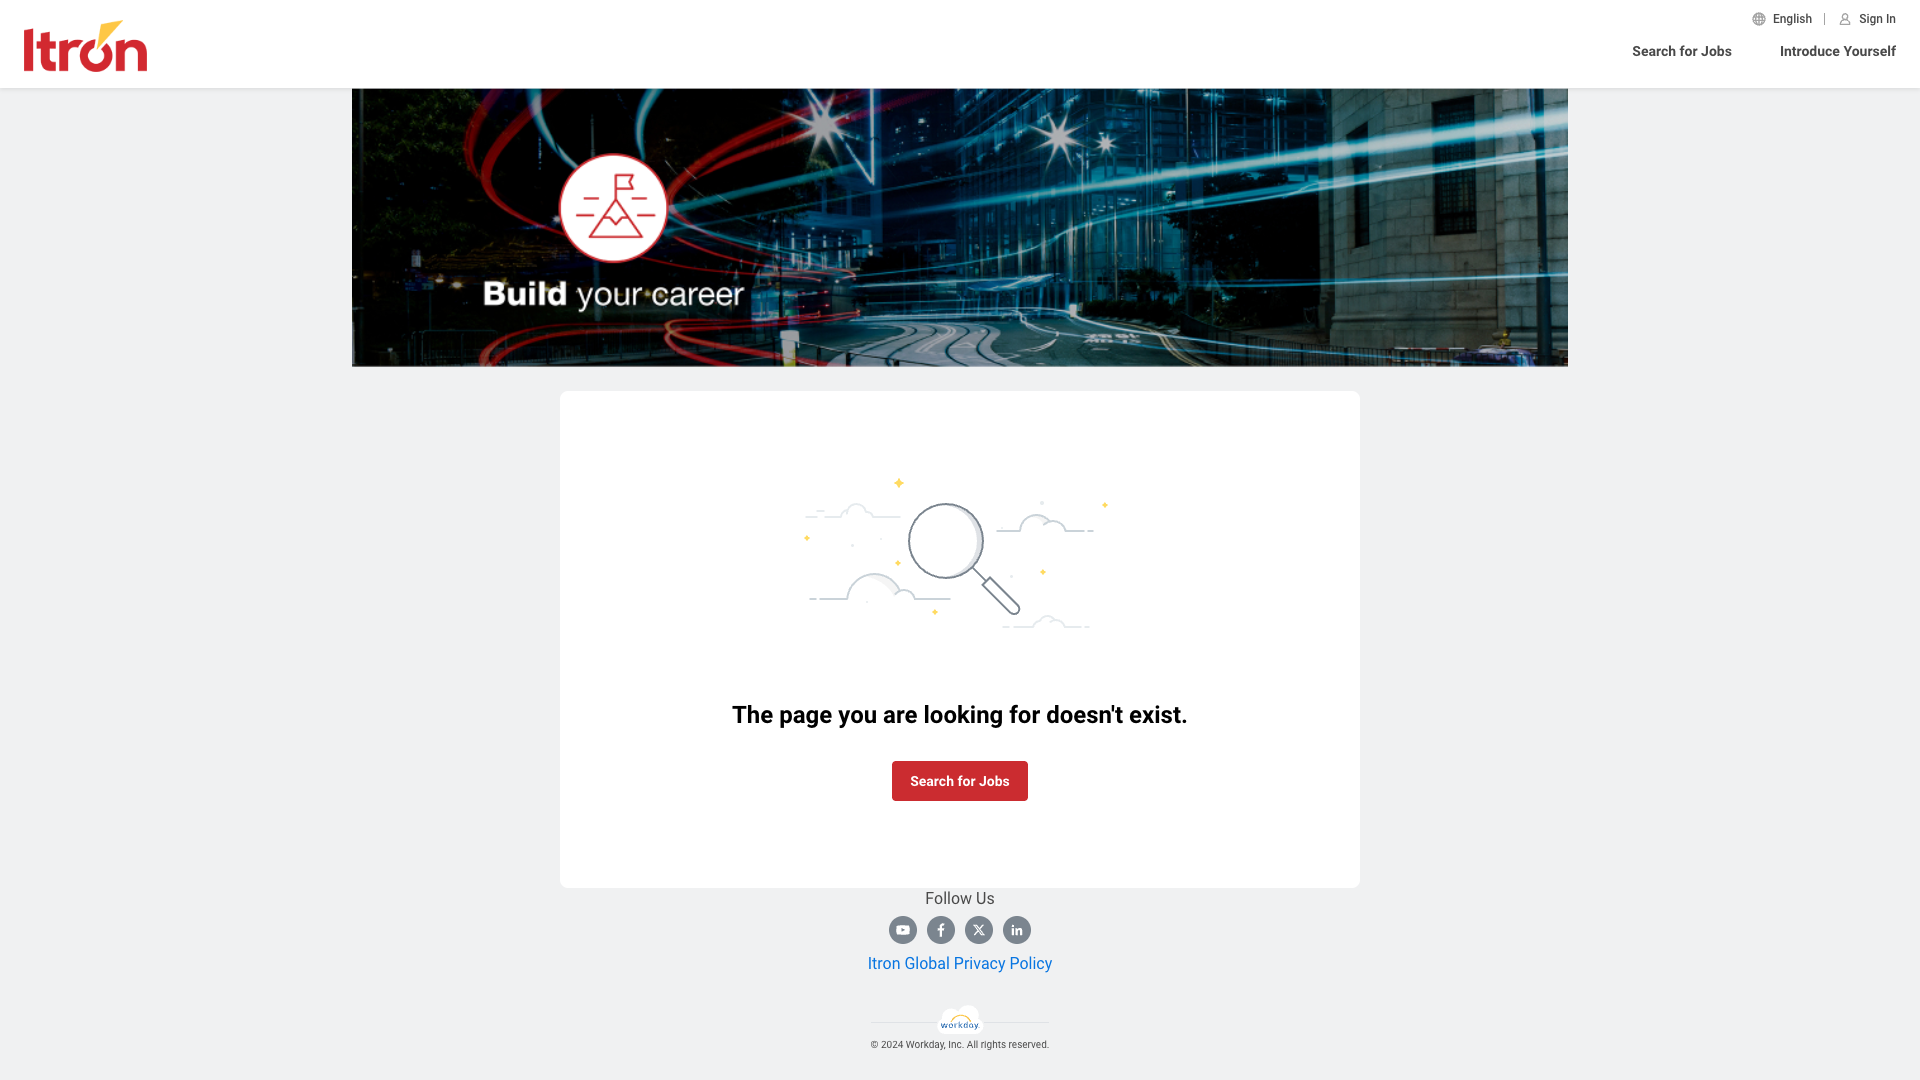 Itron
English
Sign In
Search for Jobs
Introduce Yourself
Build your career
The page you are looking for doesn't exist.
Search for Jobs
Follow Us
Itron Global Privacy Policy
workday.
© 2024 Workday, Inc. All rights reserved.